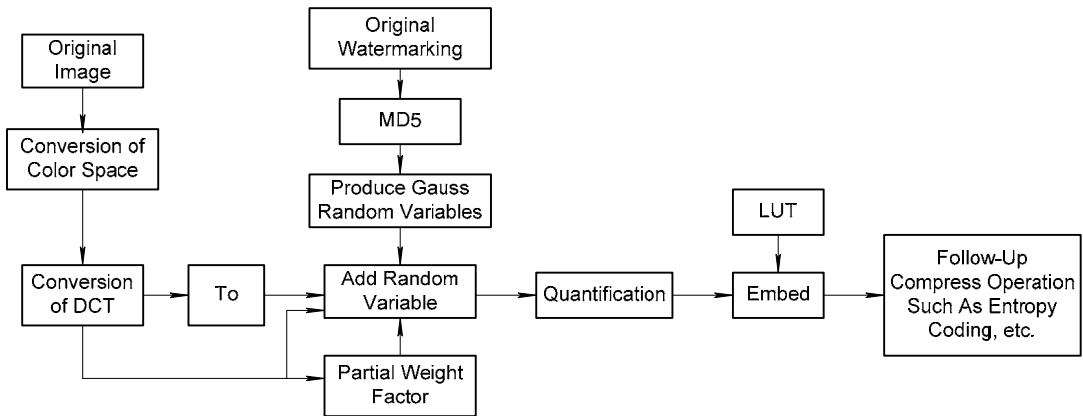 Original
Image
Original
Watermarking
MD5
Conversion of
Color Space
Produce Gauss
Random Variables
LUT
Conversion
of DCT
To
Add Random
Variable
Quantification
Embed
Follow-Up
Compress Operation
Such As Entropy
Coding, etc.
Partial Weight
Factor